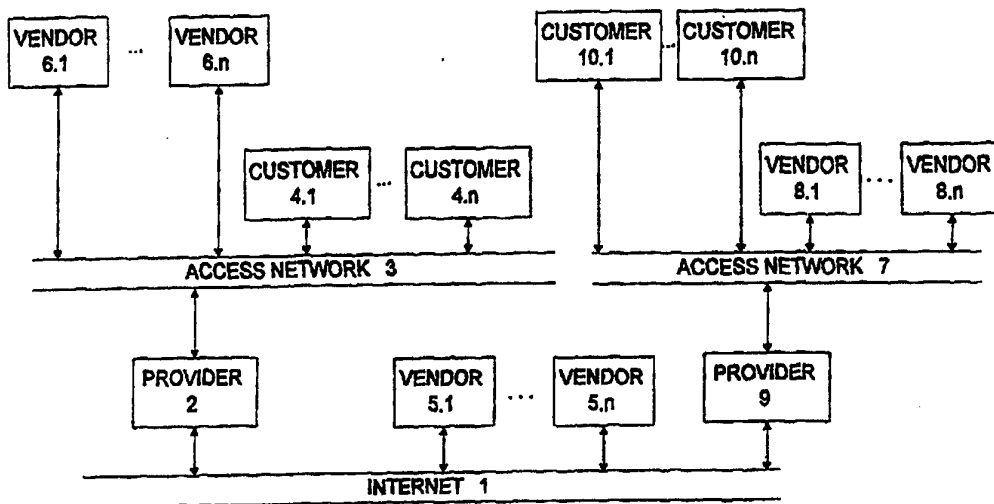 VENDOR 6.1 ... VENDOR 6.n
CUSTOMER 10.1 ... CUSTOMER 10.n
CUSTOMER 4.1 ... CUSTOMER 4.n
VENDOR 8.1 ... VENDOR 8.n
ACCESS NETWORK 3
ACCESS NETWORK 7
PROVIDER 2
VENDOR 5.1 ... VENDOR 5.n
PROVIDER 9
INTERNET 1